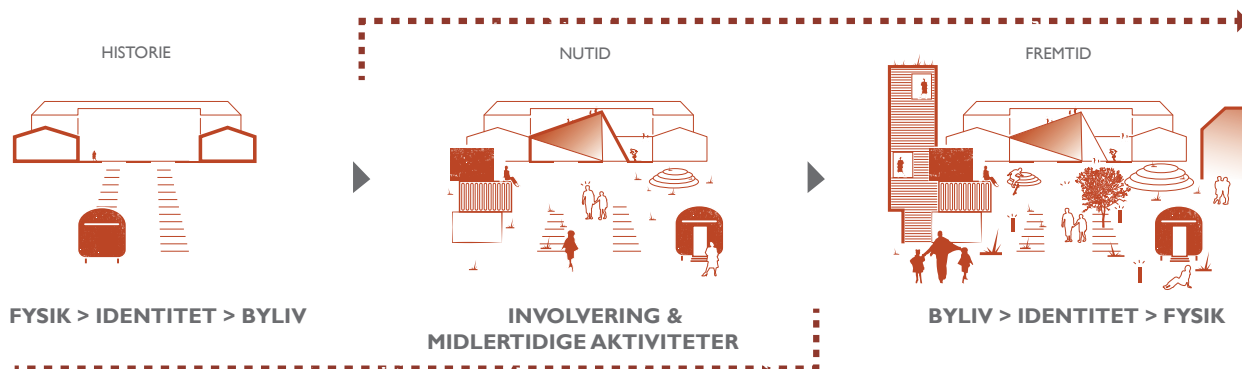 HISTORIE
NUTID
FREMTID
FYSIK > IDENTITET > BYLIV
INVOLVERING &
MIDLERTIDIGE AKTIVITETER
BYLIV > IDENTITET > FYSIK